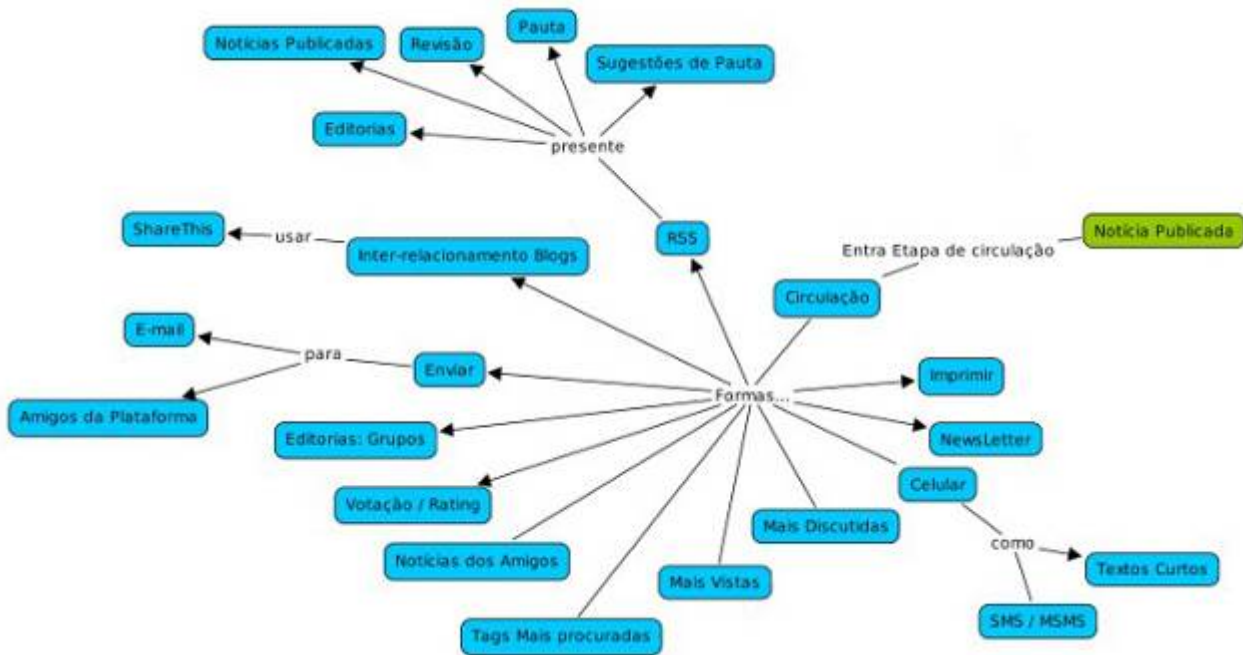 Pauta
Notícias Publicadas
Revisão
Sugestões de Pauta
Editorias
presente
ShareThis
usar
Inter-relacionamento Blogs
RSS
Notícia Publicada
Entra Etapa de circulação
Circulação
E-mail
para
Enviar
Amigos da Plataforma
Formas...
Imprimir
NewsLetter
Editorias: Grupos
Celular
Votação / Rating
Mais Discutidas
Notícias dos Amigos
como
Mais Vistas
Textos Curtos
Tags Mais procuradas
SMS / MSMS